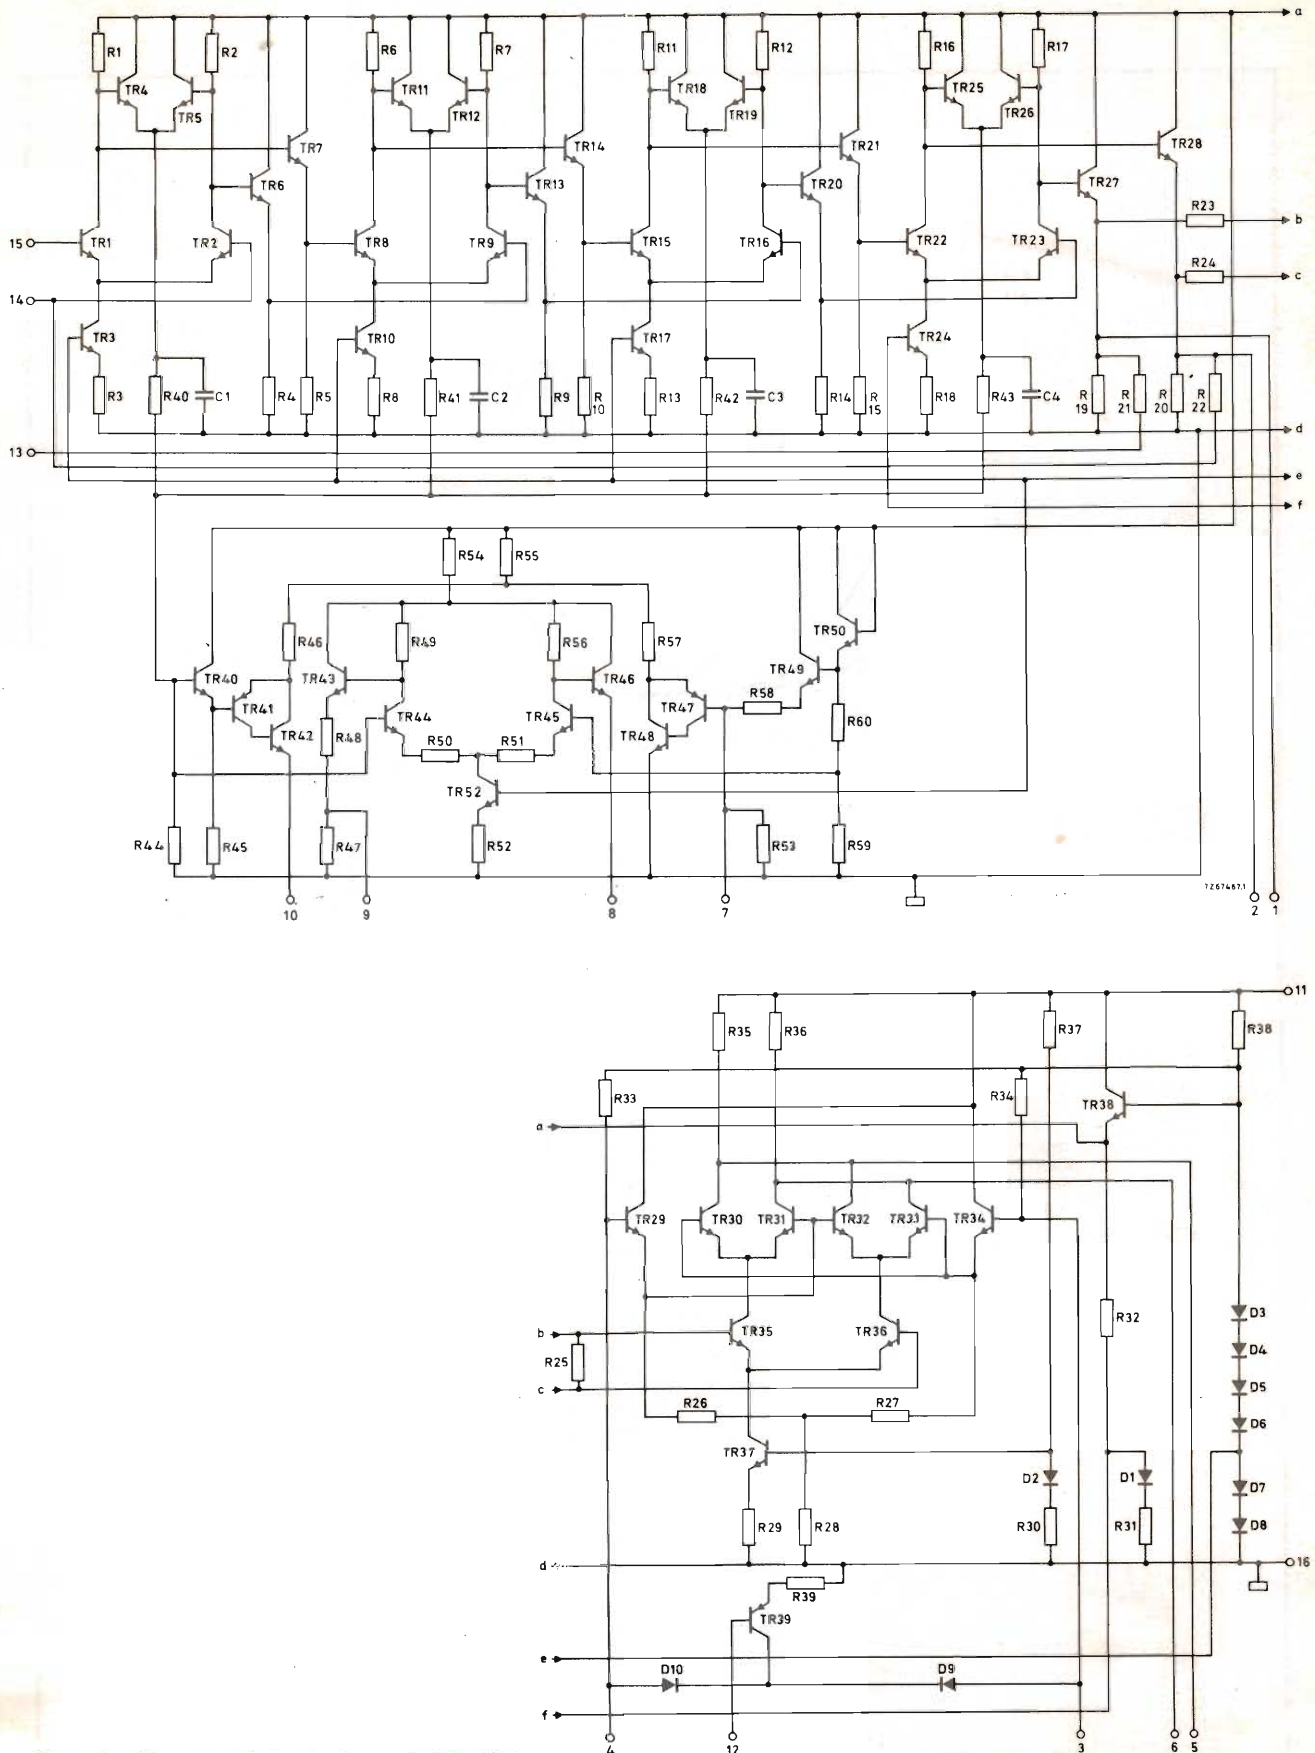 a
R1 R2 R6 R7 R11 R12 R16 R17
TR4 TR5 TR11 TR12 TR18 TR19 TR25 TR26
TR7 TR14 TR21 TR28
TR6 TR13 TR20 TR27
R23 b
15 TR1 TR2 TR8 TR9 TR15 TR16 TR22 TR23
R24 c
14
TR3 TR10 TR17 TR24
R3 R40 C1 R4 R5 R8 R41 C2 R9 R10 R13 R42 C3 R14 R15 R18 R43 C4 R19 R21 R20 R22
d
13
e
f
R54 R55
R46 R49 R56 R57 TR50
TR40 TR43 TR46 TR49
TR41 TR44 TR45 TR47 R58
TR42 R48 R50 R51 TR48 R60
TR52
R44 R45 R47 R52 R53 R59
7Z67467.1
10 9 8 7 2 1
11
R35 R36 R37 R38
R33 R34 TR38
a
TR29 TR30 TR31 TR32 TR33 TR34
R32 D3
b TR35 TR36
D4
R25
c D5
R26 R27 D6
TR37
D2 D1 D7
R29 R28 R30 R31 D8
d 16
R39
TR39
e
D10 D9
f
4 12 3 6 5